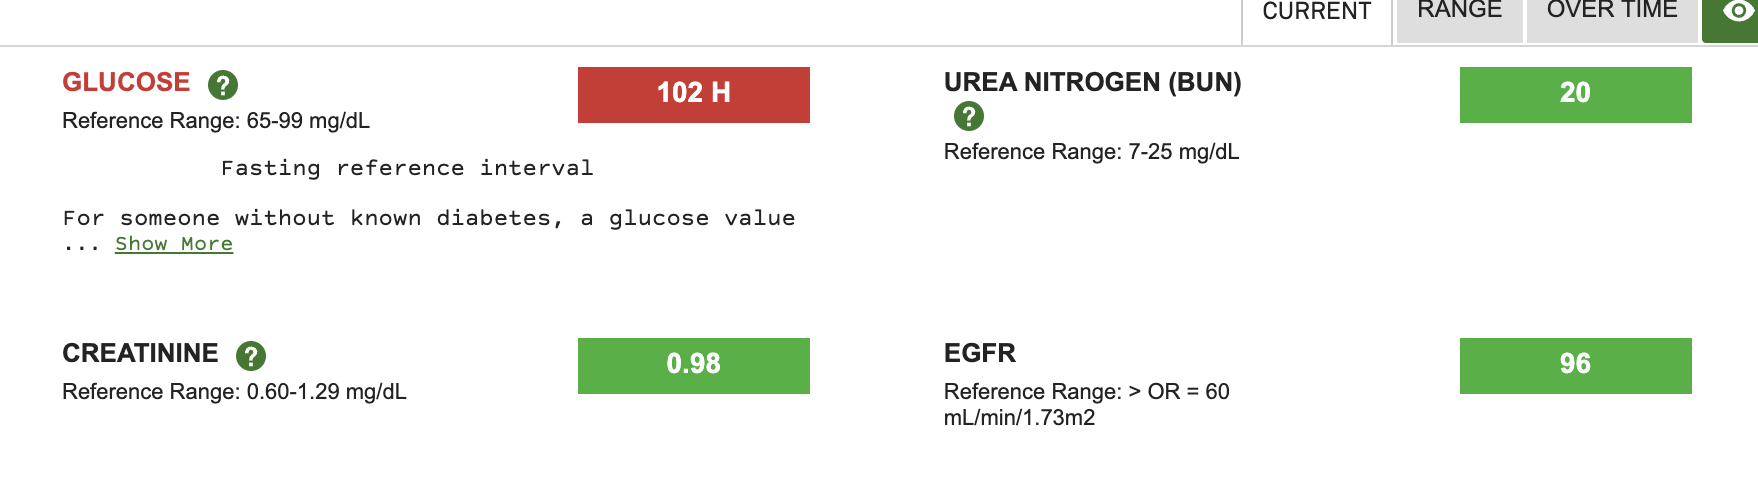 CURRENT
RANGE
OVER TIME
GLUCOSE ?
102 H
Reference Range: 65-99 mg/dL
Fasting reference interval
For someone without known diabetes, a glucose value
... Show More
UREA NITROGEN (BUN)
?
20
Reference Range: 7-25 mg/dL
CREATININE ?
0.98
Reference Range: 0.60-1.29 mg/dL
EGFR
96
Reference Range: > OR = 60
mL/min/1.73m2